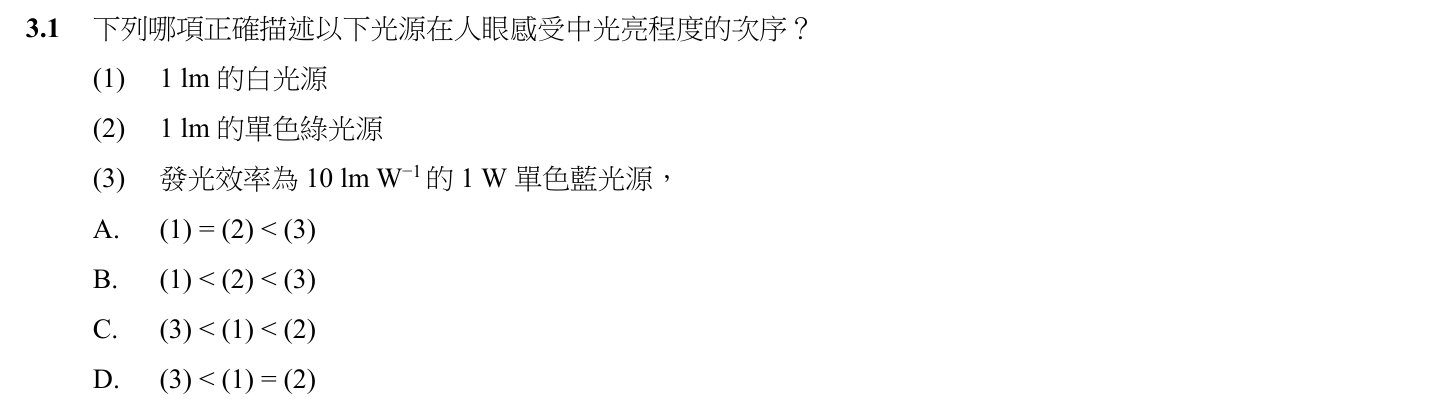 3.1 下列哪項正確描述以下光源在人眼感受中光亮程度的次序？
(1) 1 lm 的白光源
(2) 1 lm 的單色綠光源
(3) 發光效率為 10 lm W⁻¹ 的 1 W 單色藍光源，
A. (1) = (2) < (3)
B. (1) < (2) < (3)
C. (3) < (1) < (2)
D. (3) < (1) = (2)